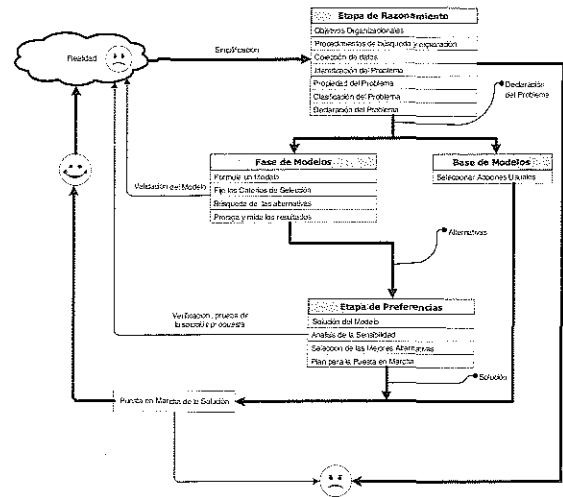 Etapa de Razonamiento
Objetivos Organizacionales
Procedimientos de búsqueda y exploración
Colección de datos
Identificación del Problema
Propiedad del Problema
Clasificación del Problema
Declaración del Problema
Realidad
Simplificación
Declaración
del Problema
Fase de Modelos
Formule un Modelo
Fije los Criterios de Selección
Búsqueda de las alternativas
Prediga y mida los resultados
Base de Modelos
Seleccionar Acciones Usuales
Validación del Modelo
Alternativas
Etapa de Preferencias
Solución del Modelo
Analisis de la Sensibilidad
Selección de las Mejores Alternativas
Plan para la Puesta en Marcha
Verificación, prueba de
la solución propuesta
Solución
Puesta en Marcha de la Solución